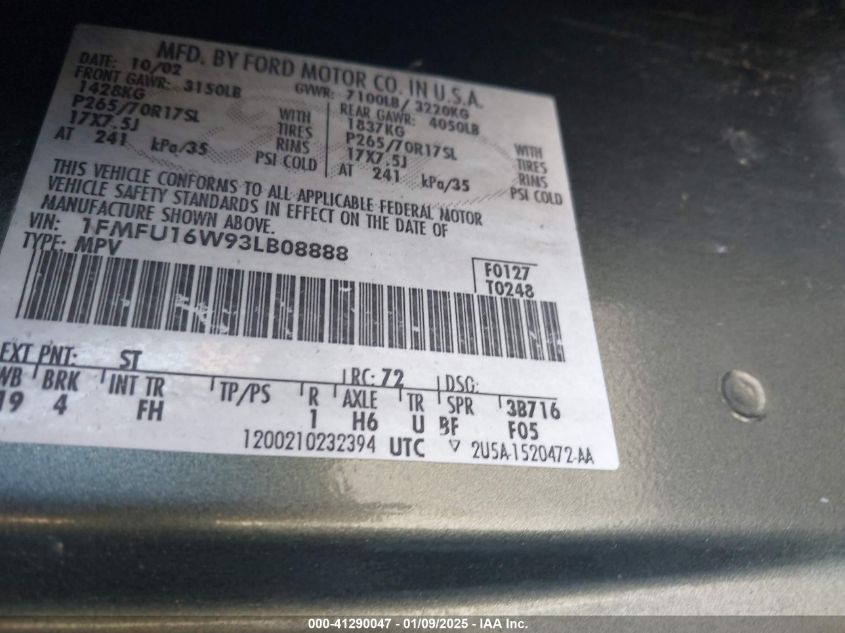 MFD. BY FORD MOTOR CO. IN U.S.A.
DATE: 10/02 GVWR: 7100LB/ 3220KG
FRONT GAWR: 3150LB REAR GAWR: 4050LB
1428KG WITH 1837KG WITH
P265/70R17SL TIRES P265/70R17SL TIRES
17X7.5J RIMS 17X7.5J RIMS
AT 241 kPa/35 PSI COLD AT 241 kPa/35 PSI COLD
THIS VEHICLE CONFORMS TO ALL APPLICABLE FEDERAL MOTOR
VEHICLE SAFETY STANDARDS IN EFFECT ON THE DATE OF
MANUFACTURE SHOWN ABOVE.
VIN: 1FMFU16W93LB08888
TYPE: MPV
F0127
T0248
EXT PNT: ST RC: 72 DSO:
WB BRK INT TR TP/PS R AXLE TR SPR 3B716
19 4 FH 1 H6 U BF F05
1200210232394 UTC ▽ 2U5A-1520472-AA
000-41290047 - 01/09/2025 - IAA Inc.